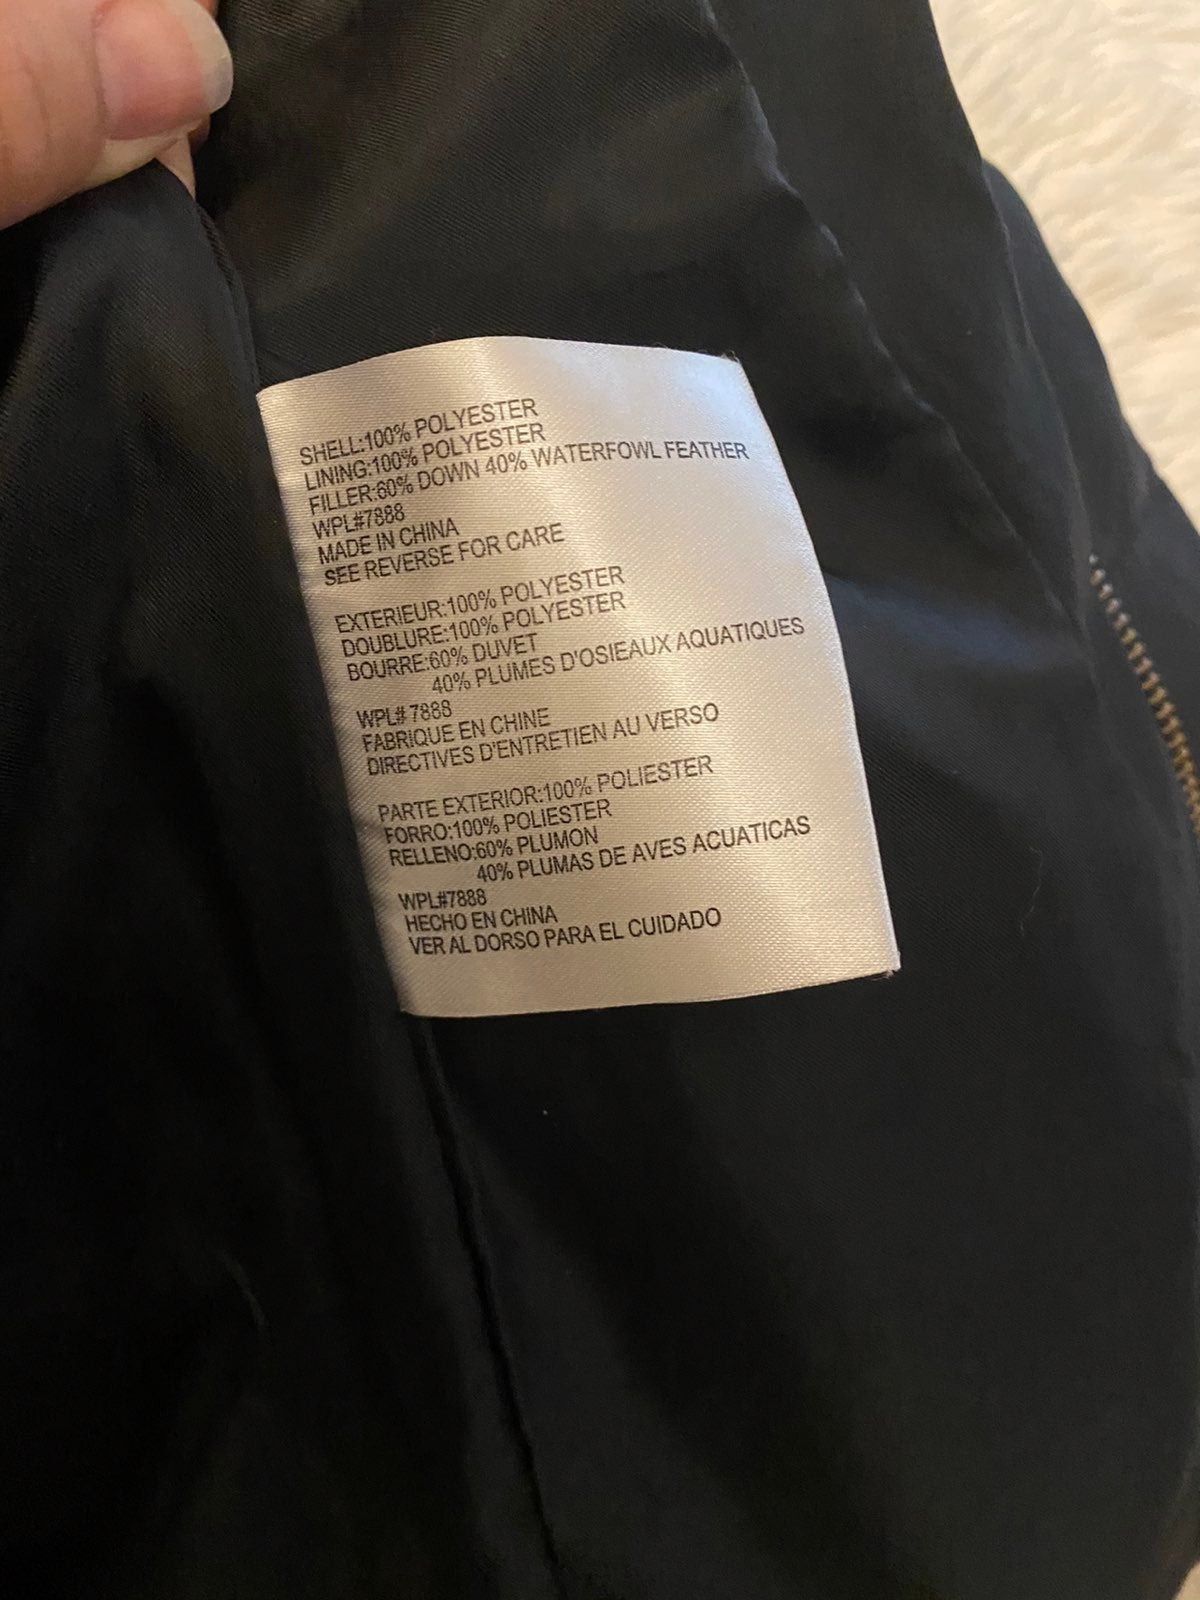 SHELL:100% POLYESTER
LINING:100% POLYESTER
FILLER:60% DOWN 40% WATERFOWL FEATHER
WPL#7888
MADE IN CHINA
SEE REVERSE FOR CARE
EXTERIEUR:100% POLYESTER
DOUBLURE:100% POLYESTER
BOURRE:60% DUVET
40% PLUMES D'OSIEAUX AQUATIQUES
WPL# 7888
FABRIQUE EN CHINE
DIRECTIVES D'ENTRETIEN AU VERSO
PARTE EXTERIOR:100% POLIESTER
FORRO:100% POLIESTER
RELLENO:60% PLUMON
40% PLUMAS DE AVES ACUATICAS
WPL#7888
HECHO EN CHINA
VER AL DORSO PARA EL CUIDADO